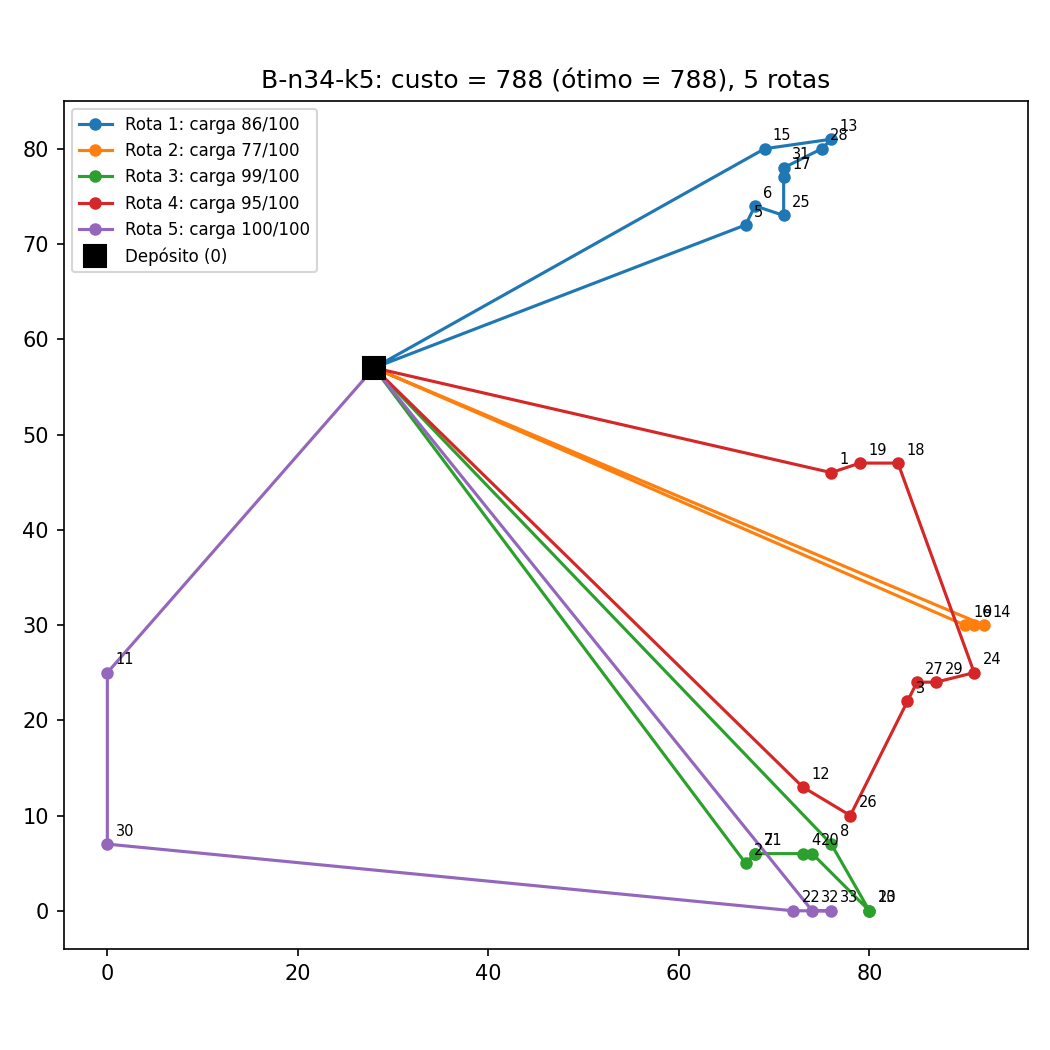 B-n34-k5: custo = 788 (ótimo = 788), 5 rotas
Rota 1: carga 86/100
Rota 2: carga 77/100
Rota 3: carga 99/100
Rota 4: carga 95/100
Rota 5: carga 100/100
Depósito (0)
80
70
60
50
40
30
20
10
0
0 20 40 60 80
13
15
28
31
17
6
25
5
1 19 18
14
24
27 29
3
11
12
26
8
30
21
4 20
2
22 32 33